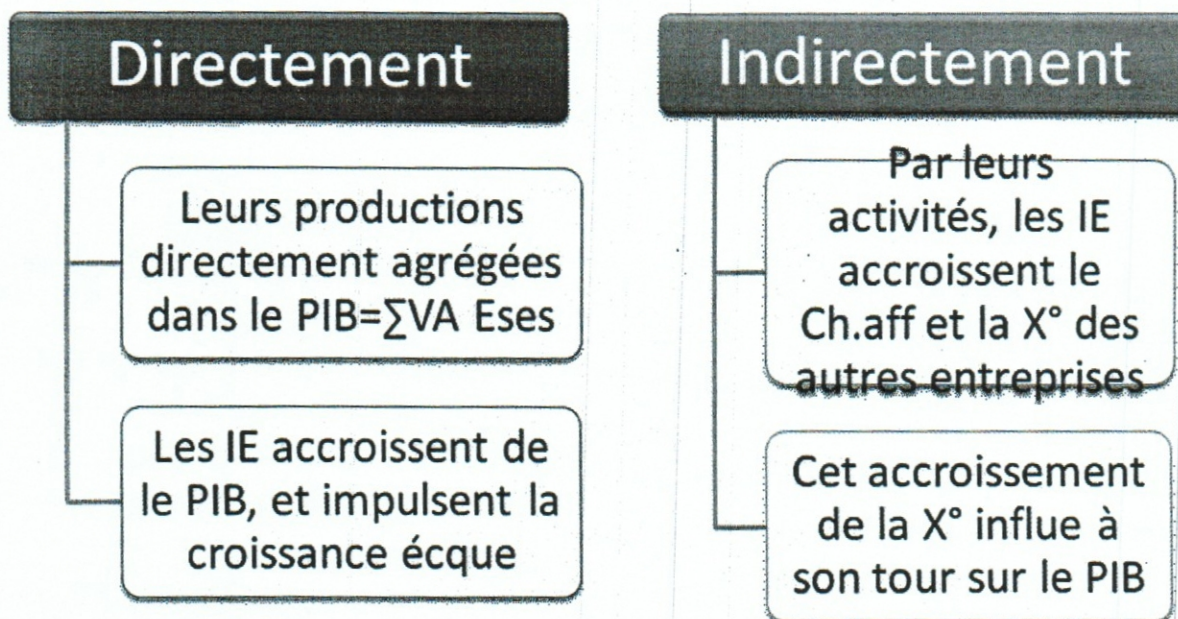 Directement
Leurs productions
directement agrégées
dans le PIB=∑VA Eses
Les IE accroissent de
le PIB, et impulsent la
croissance écque
Indirectement
Par leurs
activités, les IE
accroissent le
Ch.aff et la X° des
autres entreprises
Cet accroissement
de la X° influe à
son tour sur le PIB